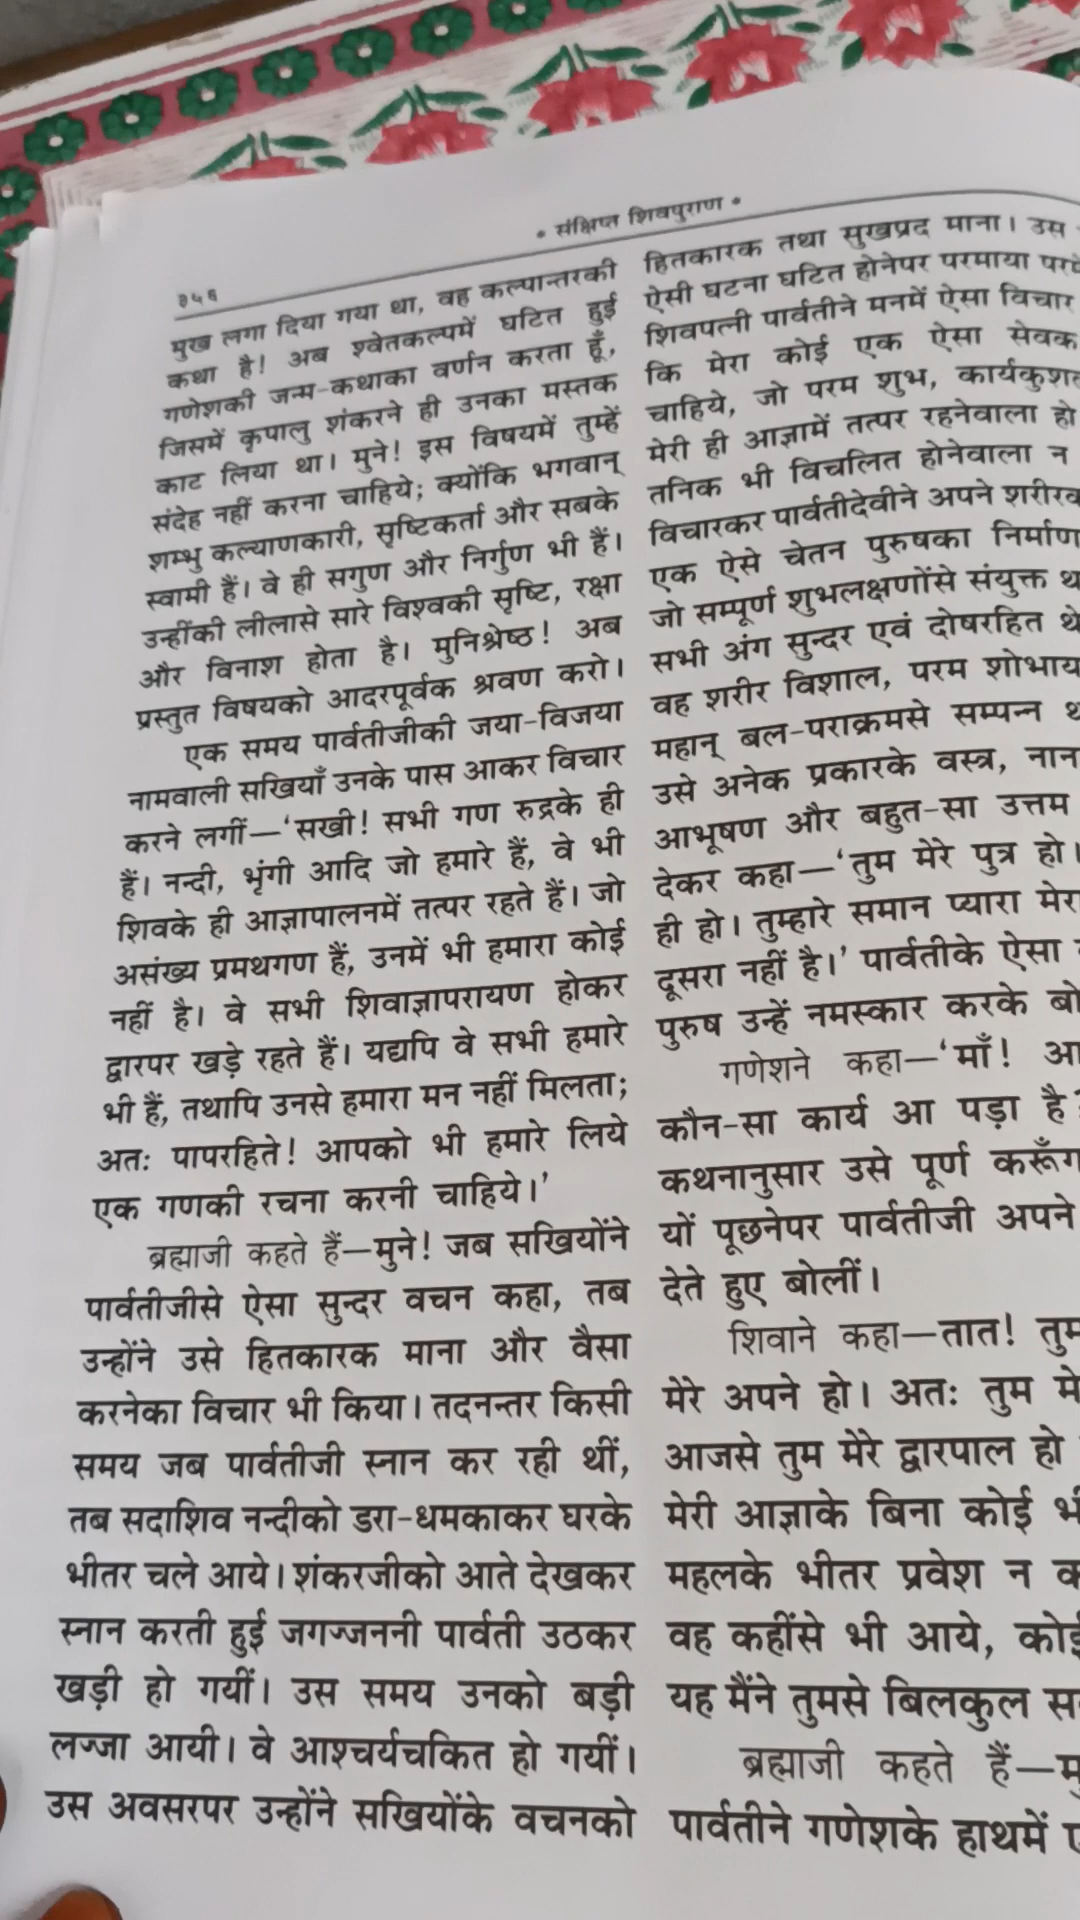 ३५६
• संक्षिप्त शिवपुराण •
मुख लगा दिया गया था, वह कल्पान्तरकी
कथा है! अब श्वेतकल्पमें घटित हुई
गणेशकी जन्म-कथाका वर्णन करता हूँ,
जिसमें कृपालु शंकरने ही उनका मस्तक
काट लिया था। मुने! इस विषयमें तुम्हें
संदेह नहीं करना चाहिये; क्योंकि भगवान्
शम्भु कल्याणकारी, सृष्टिकर्ता और सबके
स्वामी हैं। वे ही सगुण और निर्गुण भी हैं।
उन्हींकी लीलासे सारे विश्वकी सृष्टि, रक्षा
और विनाश होता है। मुनिश्रेष्ठ! अब
प्रस्तुत विषयको आदरपूर्वक श्रवण करो।
एक समय पार्वतीजीकी जया-विजया
नामवाली सखियाँ उनके पास आकर विचार
करने लगीं—‘सखी! सभी गण रुद्रके ही
हैं। नन्दी, भृंगी आदि जो हमारे हैं, वे भी
शिवके ही आज्ञापालनमें तत्पर रहते हैं। जो
असंख्य प्रमथगण हैं, उनमें भी हमारा कोई
नहीं है। वे सभी शिवाज्ञापरायण होकर
द्वारपर खड़े रहते हैं। यद्यपि वे सभी हमारे
भी हैं, तथापि उनसे हमारा मन नहीं मिलता;
अतः पापरहिते! आपको भी हमारे लिये
एक गणकी रचना करनी चाहिये।’
ब्रह्माजी कहते हैं—मुने! जब सखियोंने
पार्वतीजीसे ऐसा सुन्दर वचन कहा, तब
उन्होंने उसे हितकारक माना और वैसा
करनेका विचार भी किया। तदनन्तर किसी
समय जब पार्वतीजी स्नान कर रही थीं,
तब सदाशिव नन्दीको डरा-धमकाकर घरके
भीतर चले आये। शंकरजीको आते देखकर
स्नान करती हुई जगज्जननी पार्वती उठकर
खड़ी हो गयीं। उस समय उनको बड़ी
लज्जा आयी। वे आश्चर्यचकित हो गयीं।
उस अवसरपर उन्होंने सखियोंके वचनको
हितकारक तथा सुखप्रद माना। उस
ऐसी घटना घटित होनेपर परमाया
शिवपत्नी पार्वतीने मनमें ऐसा विचार
कि मेरा कोई एक ऐसा सेवक
चाहिये, जो परम शुभ,
मेरी ही आज्ञामें तत्पर रहनेवाला हो
तनिक भी विचलित होनेवाला न
विचारकर पार्वतीदेवीने अपने
एक ऐसे चेतन पुरुषका निर्माण
जो सम्पूर्ण शुभलक्षणोंसे संयुक्त
सभी अंग सुन्दर एवं दोषरहित थे
वह शरीर विशाल, परम
महान् बल-पराक्रमसे सम्पन्न
उसे अनेक प्रकारके वस्त्र,
आभूषण और बहुत-सा उत्तम
देकर कहा—‘तुम मेरे पुत्र हो।
ही हो। तुम्हारे समान प्यारा मेरा
दूसरा नहीं है।’ पार्वतीके ऐसा
पुरुष उन्हें नमस्कार करके
गणेशने कहा—‘माँ!
कौन-सा कार्य आ पड़ा है
कथनानुसार उसे पूर्ण
यों पूछनेपर पार्वतीजी अपने
देते हुए बोलीं।
शिवाने कहा—तात! तुम
मेरे अपने हो। अतः तुम
आजसे तुम मेरे द्वारपाल हो
मेरी आज्ञाके बिना कोई
महलके भीतर प्रवेश न
वह कहींसे भी आये, कोई
यह मैंने तुमसे बिलकुल
ब्रह्माजी कहते हैं—
पार्वतीने गणेशके हाथमें